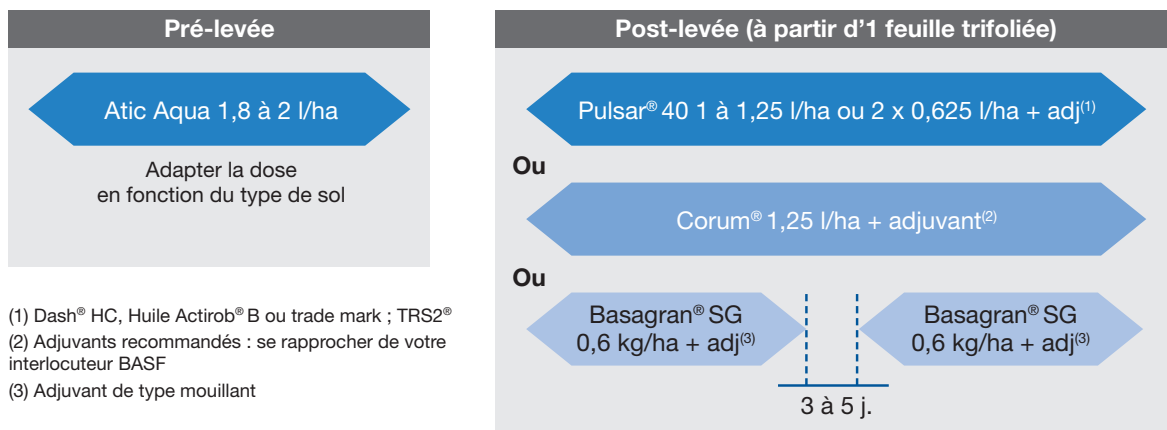 Pré-levée
Atic Aqua 1,8 à 2 l/ha
Adapter la dose
en fonction du type de sol
(1) Dash® HC, Huile Actirob® B ou trade mark ; TRS2®
(2) Adjuvants recommandés : se rapprocher de votre
interlocuteur BASF
(3) Adjuvant de type mouillant
Post-levée (à partir d’1 feuille trifoliée)
Pulsar® 40 1 à 1,25 l/ha ou 2 x 0,625 l/ha + adj(1)
Ou
Corum® 1,25 l/ha + adjuvant(2)
Ou
Basagran® SG
0,6 kg/ha + adj(3)
Basagran® SG
0,6 kg/ha + adj(3)
3 à 5 j.